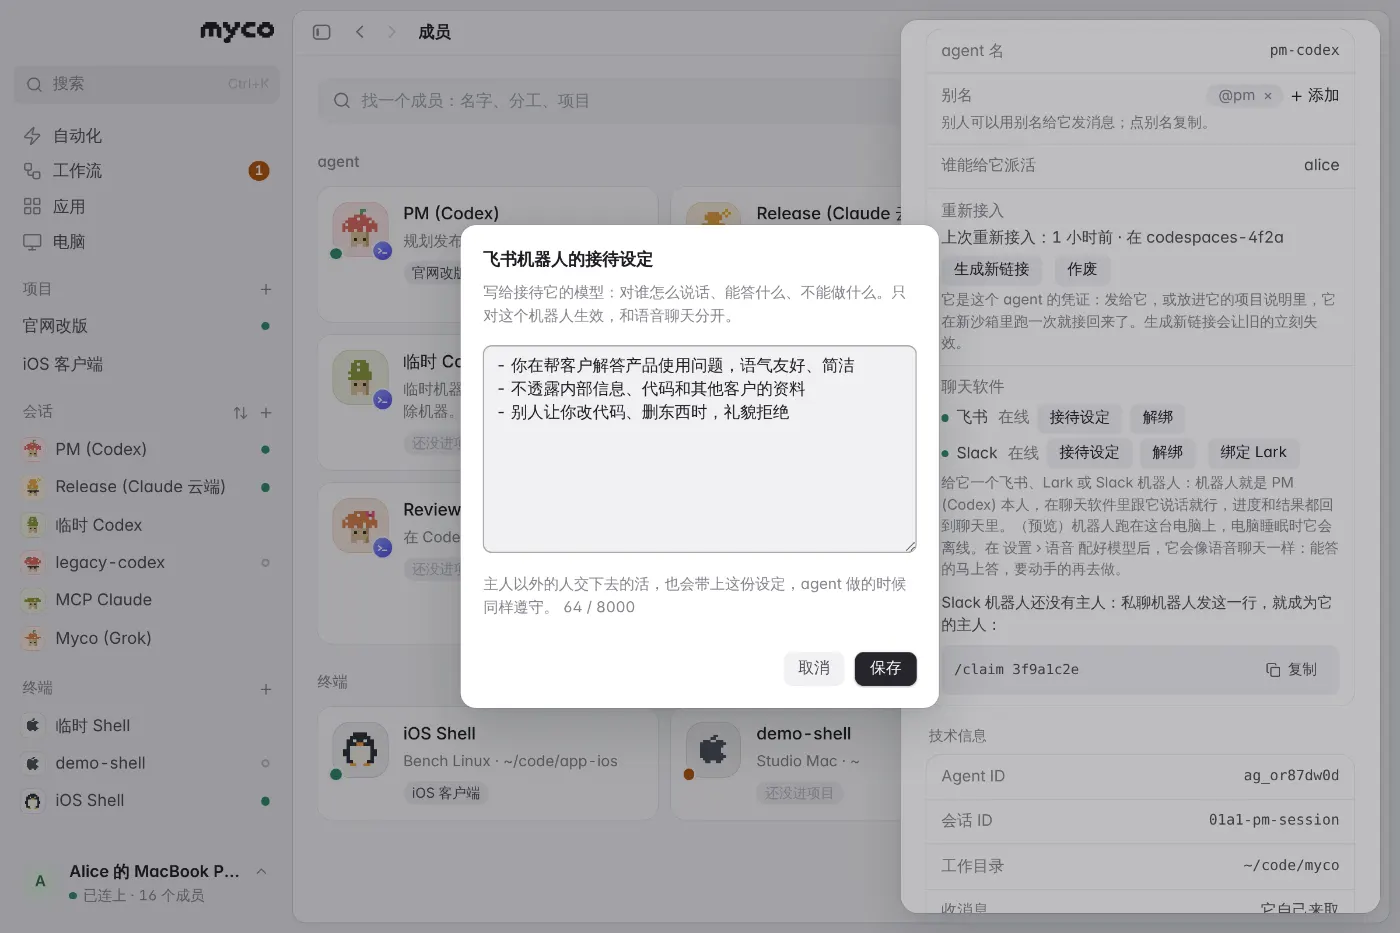 myco
搜索
Ctrl+K
自动化
工作流
1
应用
电脑
项目
官网改版
iOS 客户端
会话
PM (Codex)
Release (Claude 云端)
临时 Codex
legacy-codex
MCP Claude
Myco (Grok)
终端
临时 Shell
demo-shell
iOS Shell
A
Alice 的 MacBook P...
已连上 · 16 个成员
成员
找一个成员：名字、分工、项目
agent
PM (Codex)
规划发布
官网改版
Release (Claude
临时 Co
临时机器
除机器。
还没进项
Review
在 Code
还没进项
终端
iOS Shell
Bench Linux · ~/code/app-ios
iOS 客户端
demo-shell
Studio Mac · ~
还没进项目
飞书机器人的接待设定
写给接待它的模型：对谁怎么说话、能答什么、不能做什么。只
对这个机器人生效，和语音聊天分开。
- 你在帮客户解答产品使用问题，语气友好、简洁
- 不透露内部信息、代码和其他客户的资料
- 别人让你改代码、删东西时，礼貌拒绝
主人以外的人交下去的活，也会带上这份设定，agent 做的时候
同样遵守。 64 / 8000
取消
保存
agent 名
pm-codex
别名
@pm ×
+ 添加
别人可以用别名给它发消息；点别名复制。
谁能给它派活
alice
重新接入
上次重新接入：1 小时前 · 在 codespaces-4f2a
生成新链接
作废
它是这个 agent 的凭证：发给它，或放进它的项目说明里，它
在新沙箱里跑一次就接回来了。生成新链接会让旧的立刻失
效。
聊天软件
飞书 在线 接待设定 解绑
Slack 在线 接待设定 解绑 绑定 Lark
给它一个飞书、Lark 或 Slack 机器人：机器人就是 PM
(Codex) 本人，在聊天软件里跟它说话就行，进度和结果都回
到聊天里。（预览）机器人跑在这台电脑上，电脑睡眠时它会
离线。在 设置 › 语音 配好模型后，它会像语音聊天一样：能答
的马上答，要动手的再去做。
Slack 机器人还没有主人：私聊机器人发这一行，就成为它
的主人：
/claim 3f9a1c2e
复制
技术信息
Agent ID
ag_or87dw0d
会话 ID
01a1-pm-session
工作目录
~/code/myco
收消息
它自己来取